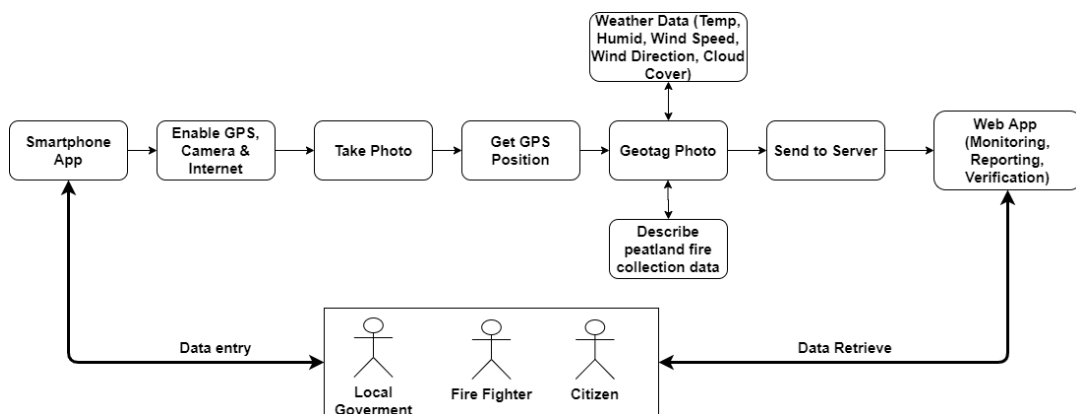 Weather Data (Temp,
Humid, Wind Speed,
Wind Direction, Cloud
Cover)
Smartphone
App
Enable GPS,
Camera &
Internet
Take Photo
Get GPS
Position
Geotag Photo
Send to Server
Web App
(Monitoring,
Reporting,
Verification)
Describe
peatland fire
collection data
Data entry
Data Retrieve
Local
Goverment
Fire Fighter
Citizen